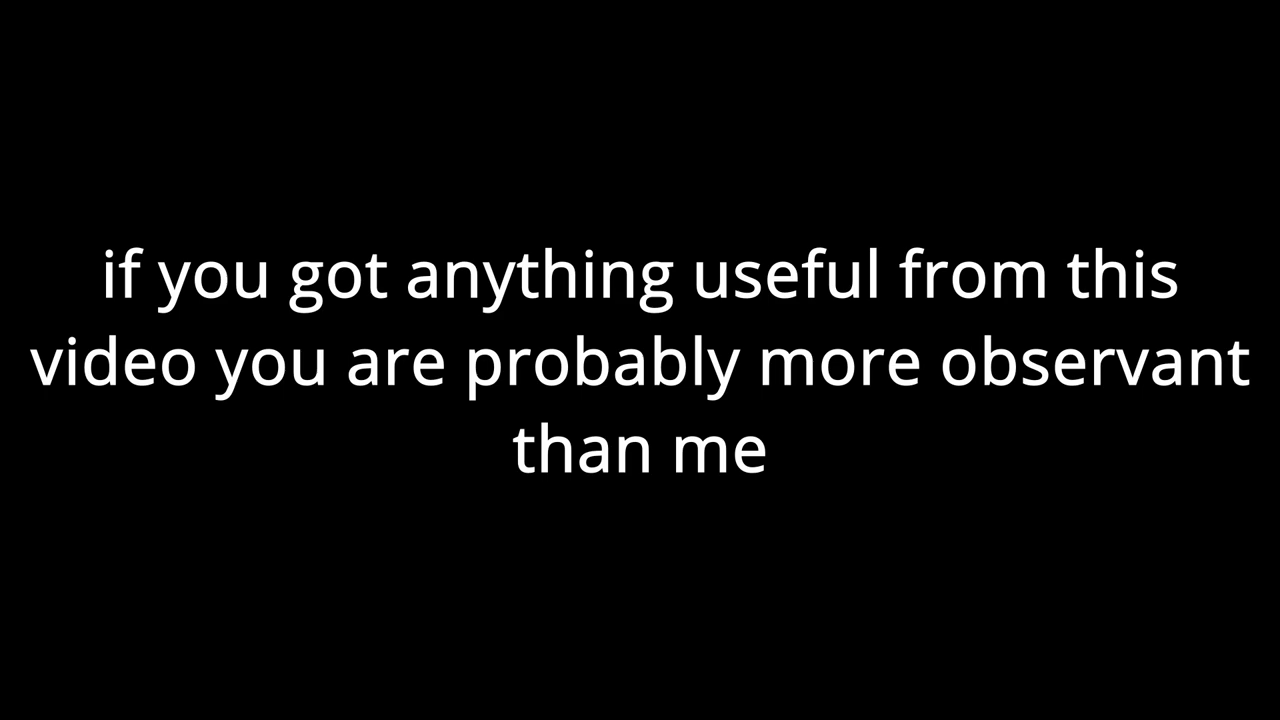 if you got anything useful from this
video you are probably more observant
than me